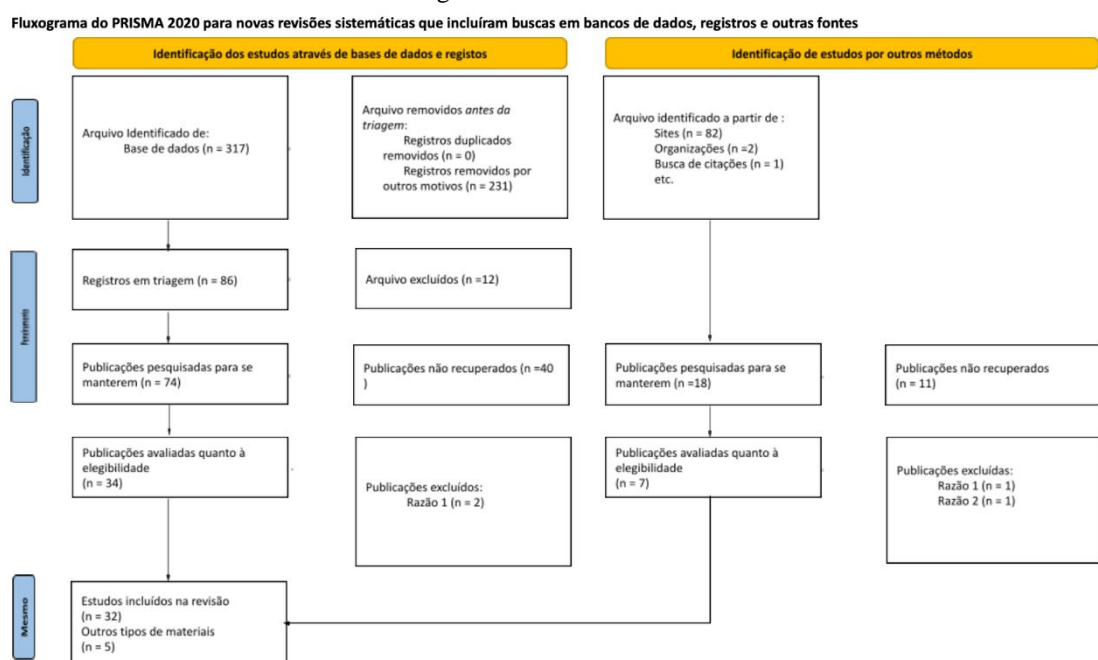 Fluxograma do PRISMA 2020 para novas revisões sistemáticas que incluíram buscas em bancos de dados, registros e outras fontes
Identificação dos estudos através de bases de dados e registos
Identificação de estudos por outros métodos
Identificação
Arquivo Identificado de:
Base de dados (n = 317)
Arquivo removidos antes da
triagem:
Registros duplicados
removidos (n = 0)
Registros removidos por
outros motivos (n = 231)
Arquivo identificado a partir de :
Sites (n = 82)
Organizações (n =2)
Busca de citações (n = 1)
etc.
Registros em triagem (n = 86)
Arquivo excluídos (n =12)
Publicações pesquisadas para se
manterem (n = 74)
Publicações não recuperados (n =40
)
Publicações pesquisadas para se
manterem (n =18)
Publicações não recuperados
(n = 11)
Publicações avaliadas quanto à
elegibilidade
(n = 34)
Publicações excluídos:
Razão 1 (n = 2)
Publicações avaliadas quanto à
elegibilidade
(n = 7)
Publicações excluídas:
Razão 1 (n = 1)
Razão 2 (n = 1)
Mesmo
Estudos incluídos na revisão
(n = 32)
Outros tipos de materiais
(n = 5)